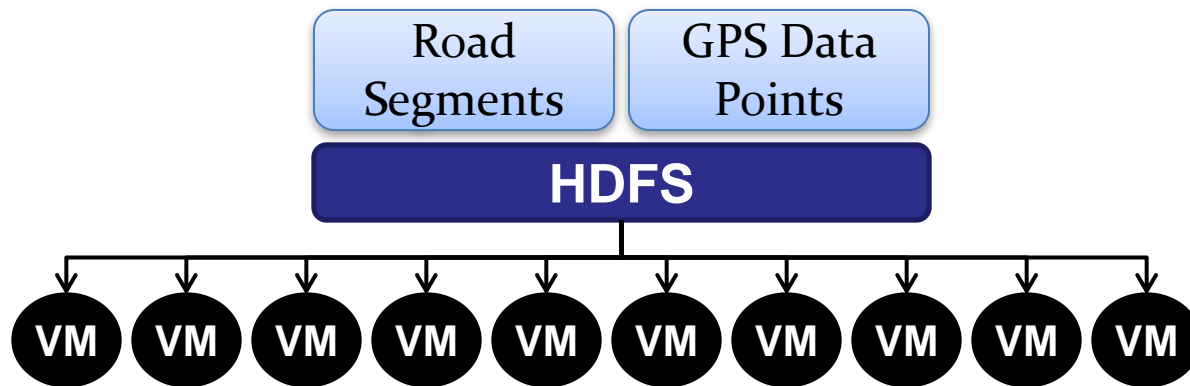 Road
Segments
GPS Data
Points
HDFS
VM VM VM VM VM VM VM VM VM VM